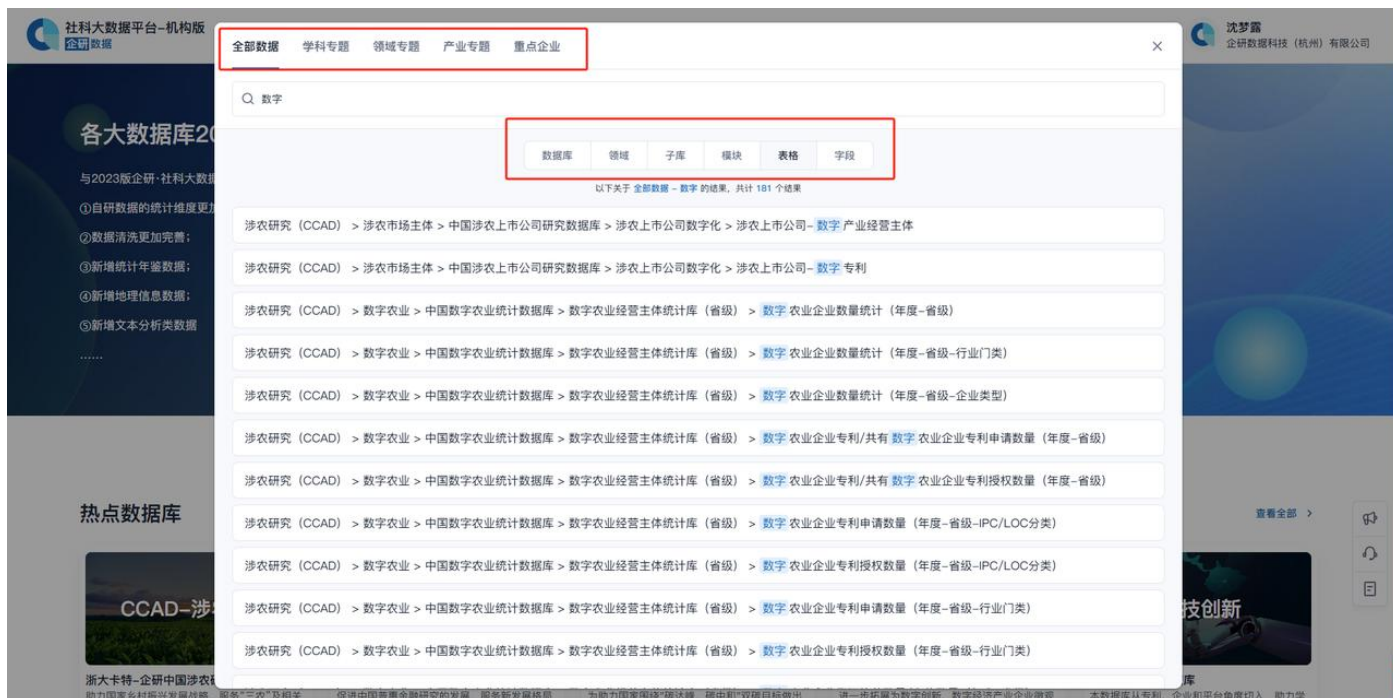 社科大数据平台-机构版
企研数据
沈梦露
企研数据科技（杭州）有限公司
全部数据 学科专题 领域专题 产业专题 重点企业
数字
各大数据库20
数据库 领域 子库 模块 表格 字段
与2023版企研·社科大数据
以下关于 全部数据 – 数字 的结果，共计 181 个结果
①自研数据的统计维度更加
②数据清洗更加完善；
③新增统计年鉴数据；
④新增地理信息数据；
⑤新增文本分析类数据
……
涉农研究（CCAD） > 涉农市场主体 > 中国涉农上市公司研究数据库 > 涉农上市公司数字化 > 涉农上市公司–数字产业经营主体
涉农研究（CCAD） > 涉农市场主体 > 中国涉农上市公司研究数据库 > 涉农上市公司数字化 > 涉农上市公司–数字专利
涉农研究（CCAD） > 数字农业 > 中国数字农业统计数据库 > 数字农业经营主体统计库（省级） > 数字农业企业数量统计（年度–省级）
涉农研究（CCAD） > 数字农业 > 中国数字农业统计数据库 > 数字农业经营主体统计库（省级） > 数字农业企业数量统计（年度–省级–行业门类）
涉农研究（CCAD） > 数字农业 > 中国数字农业统计数据库 > 数字农业经营主体统计库（省级） > 数字农业企业数量统计（年度–省级–企业类型）
涉农研究（CCAD） > 数字农业 > 中国数字农业统计数据库 > 数字农业经营主体统计库（省级） > 数字农业企业专利/共有数字农业企业专利申请数量（年度–省级）
涉农研究（CCAD） > 数字农业 > 中国数字农业统计数据库 > 数字农业经营主体统计库（省级） > 数字农业企业专利/共有数字农业企业专利授权数量（年度–省级）
涉农研究（CCAD） > 数字农业 > 中国数字农业统计数据库 > 数字农业经营主体统计库（省级） > 数字农业企业专利申请数量（年度–省级–IPC/LOC分类）
涉农研究（CCAD） > 数字农业 > 中国数字农业统计数据库 > 数字农业经营主体统计库（省级） > 数字农业企业专利授权数量（年度–省级–IPC/LOC分类）
涉农研究（CCAD） > 数字农业 > 中国数字农业统计数据库 > 数字农业经营主体统计库（省级） > 数字农业企业专利申请数量（年度–省级–行业门类）
涉农研究（CCAD） > 数字农业 > 中国数字农业统计数据库 > 数字农业经营主体统计库（省级） > 数字农业企业专利授权数量（年度–省级–行业门类）
热点数据库
查看全部 >
CCAD–涉
技创新
浙大卡特–企研中国涉农
库